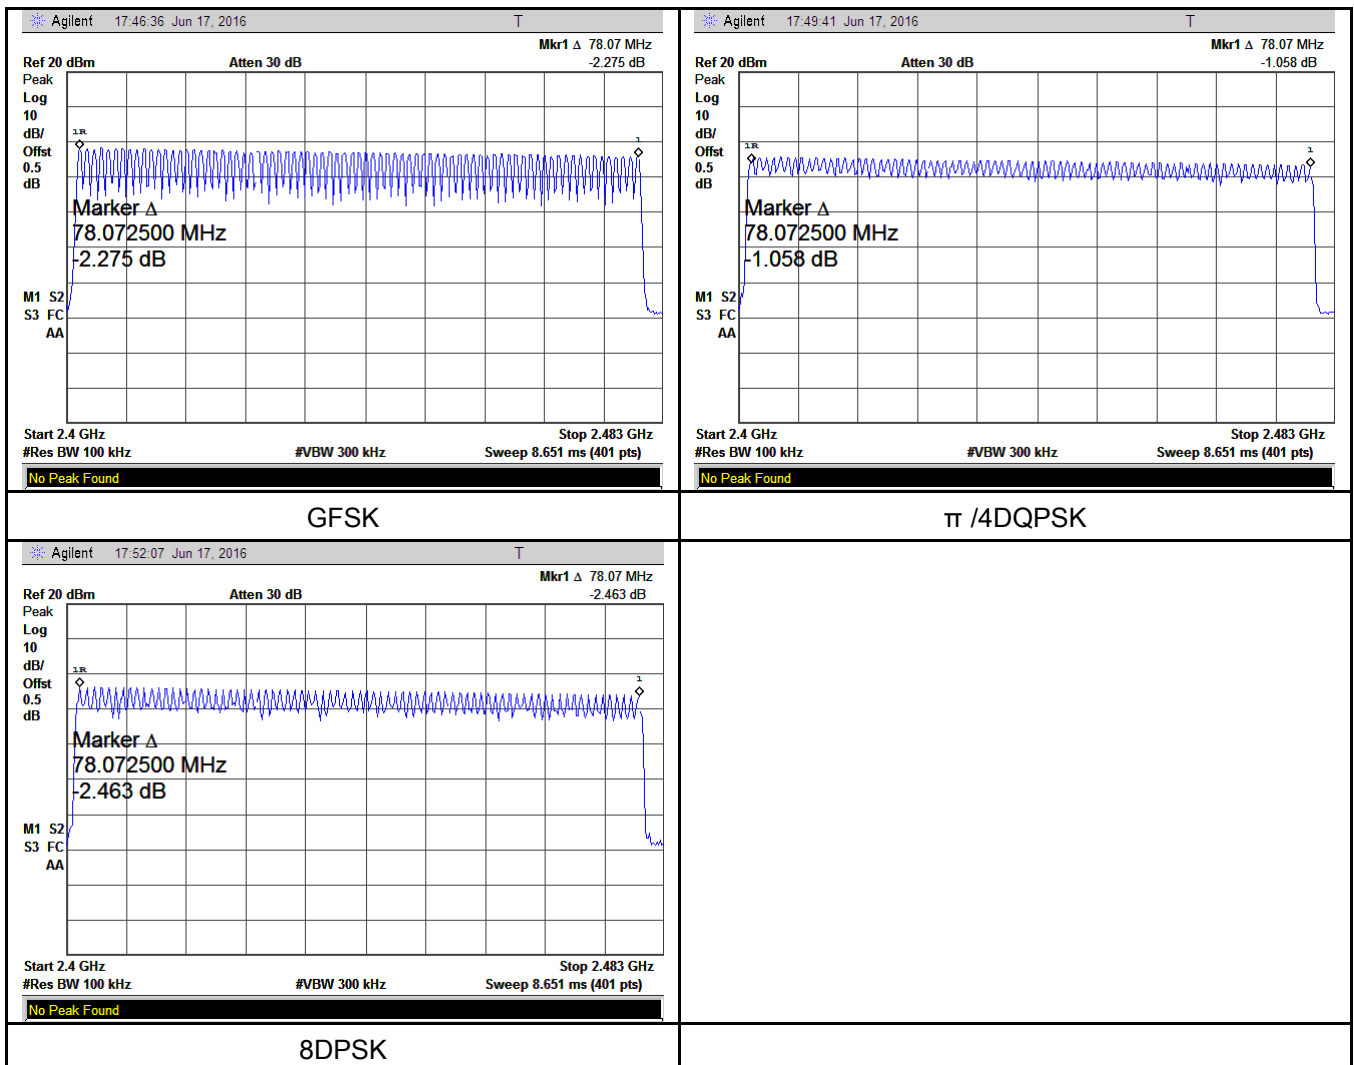 Agilent 17:46:36 Jun 17, 2016 T
Mkr1 Δ 78.07 MHz
Ref 20 dBm Atten 30 dB -2.275 dB
Peak
Log
10
dB/
Offst
0.5
dB
1R
1
Marker Δ
78.072500 MHz
-2.275 dB
M1 S2
S3 FC
AA
Start 2.4 GHz Stop 2.483 GHz
#Res BW 100 kHz #VBW 300 kHz Sweep 8.651 ms (401 pts)
No Peak Found
GFSK
Agilent 17:49:41 Jun 17, 2016 T
Mkr1 Δ 78.07 MHz
Ref 20 dBm Atten 30 dB -1.058 dB
Peak
Log
10
dB/
Offst
0.5
dB
1R
1
Marker Δ
78.072500 MHz
-1.058 dB
M1 S2
S3 FC
AA
Start 2.4 GHz Stop 2.483 GHz
#Res BW 100 kHz #VBW 300 kHz Sweep 8.651 ms (401 pts)
No Peak Found
π /4DQPSK
Agilent 17:52:07 Jun 17, 2016 T
Mkr1 Δ 78.07 MHz
Ref 20 dBm Atten 30 dB -2.463 dB
Peak
Log
10
dB/
Offst
0.5
dB
1R
1
Marker Δ
78.072500 MHz
-2.463 dB
M1 S2
S3 FC
AA
Start 2.4 GHz Stop 2.483 GHz
#Res BW 100 kHz #VBW 300 kHz Sweep 8.651 ms (401 pts)
No Peak Found
8DPSK